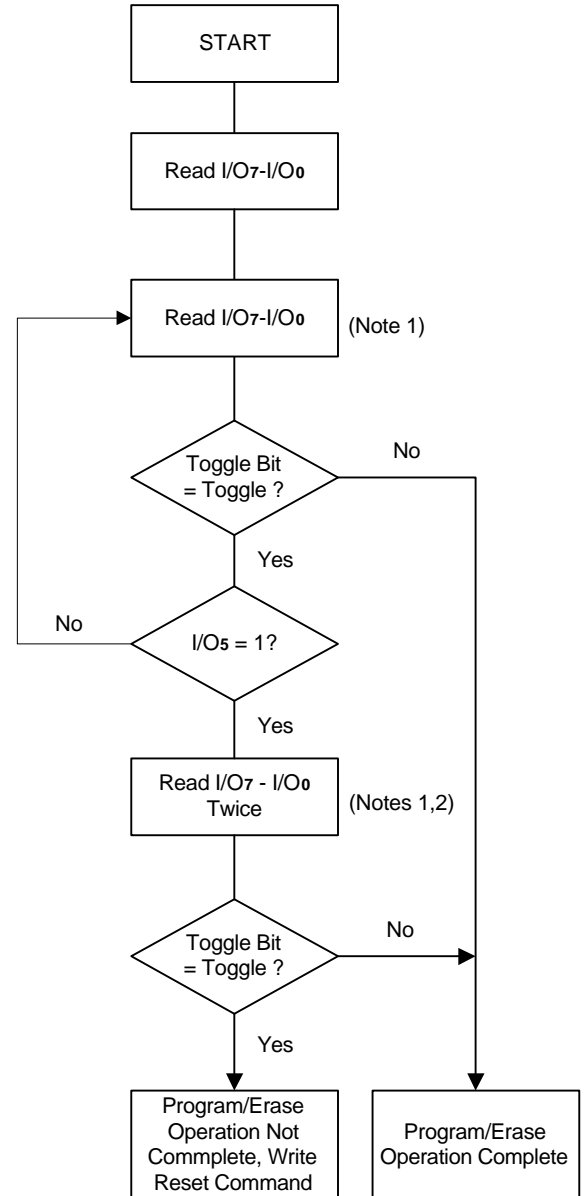 START
Read I/O7-I/O0
Read I/O7-I/O0
(Note 1)
Toggle Bit
= Toggle ?
No
Yes
No
I/O5 = 1?
Yes
Read I/O7 - I/O0
Twice
(Notes 1,2)
Toggle Bit
= Toggle ?
No
Yes
Program/Erase
Operation Not
Commplete, Write
Reset Command
Program/Erase
Operation Complete